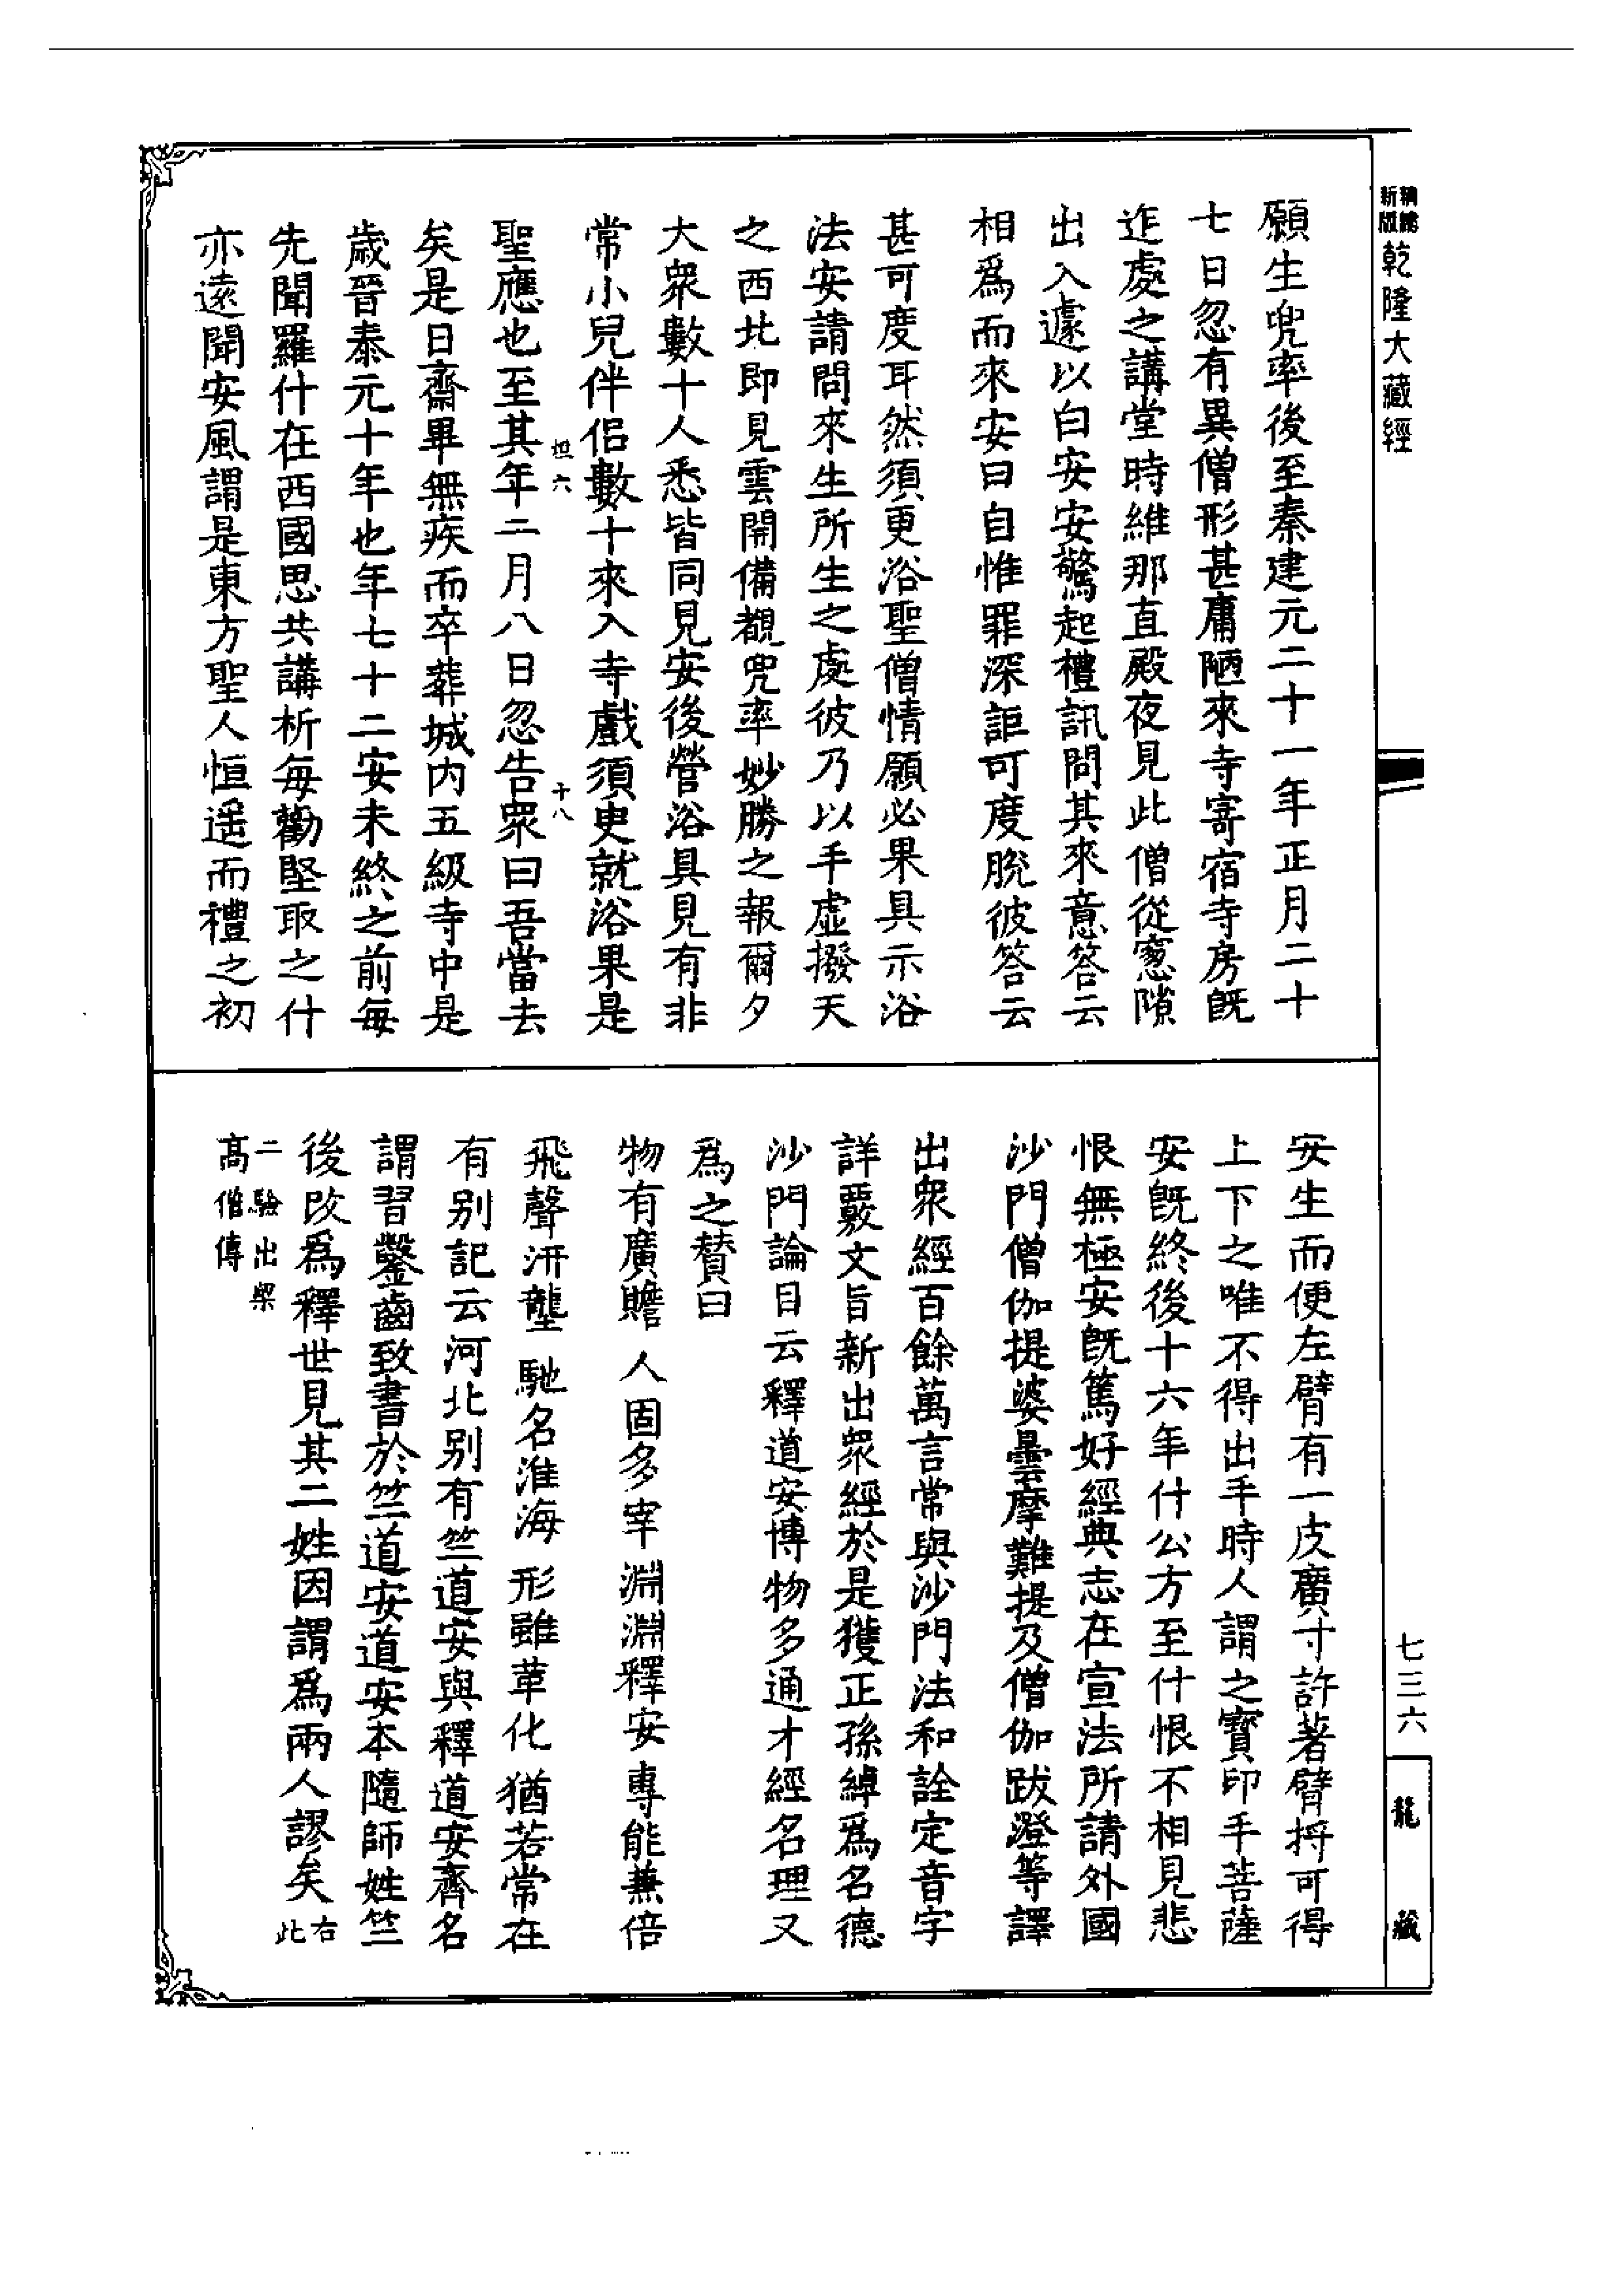 新版精縮乾隆大藏經
願生兜率後至秦建元二十一年正月二十
七日忽有異僧形甚庸陋來寺寄宿寺房既
迮處之講堂時維那直殿夜見此僧從窻隙
出入遽以白安安驚起禮訊問其來意答云
相爲而來安曰自惟罪深詎可度脫彼答云
甚可度耳然須更浴聖僧情願必果具示浴
法安請問來生所生之處彼乃以手虛撥天
之西北即見雲開備覩兜率妙勝之報爾夕
大衆數十人悉皆同見安後營浴具見有非
常小兒伴侶數十來入寺戲須臾就浴果是
垣六 十八
聖應也至其年二月八日忽告衆曰吾當去
矣是日齋畢無疾而卒葬城内五級寺中是
歲晉泰元十年也年七十二安未終之前每
先聞羅什在西國思共講析每勸堅取之什
亦遠聞安風謂是東方聖人恒遥而禮之初
安生而便左臂有一皮廣寸許著臂捋可得
上下之唯不得出手時人謂之寶印手菩薩
安既終後十六年什公方至什恨不相見悲
恨無極安既篤好經典志在宣法所請外國
沙門僧伽提婆曇摩難提及僧伽跋澄等譯
出衆經百餘萬言常與沙門法和詮定音字
詳覈文旨新出衆經於是獲正孫綽爲名德
沙門論目云釋道安博物多通才經名理又
爲之贊曰
物有廣贍 人固多宰 淵淵釋安 專能兼倍
飛聲汧壟 馳名淮海 形雖革化 猶若常在
有别記云河北别有竺道安與釋道安齊名
謂習鑿齒致書於竺道安道安本隨師姓竺
後改爲釋世見其二姓因謂爲兩人謬矣右此
二驗出梁
高僧傳
七三六
龍藏